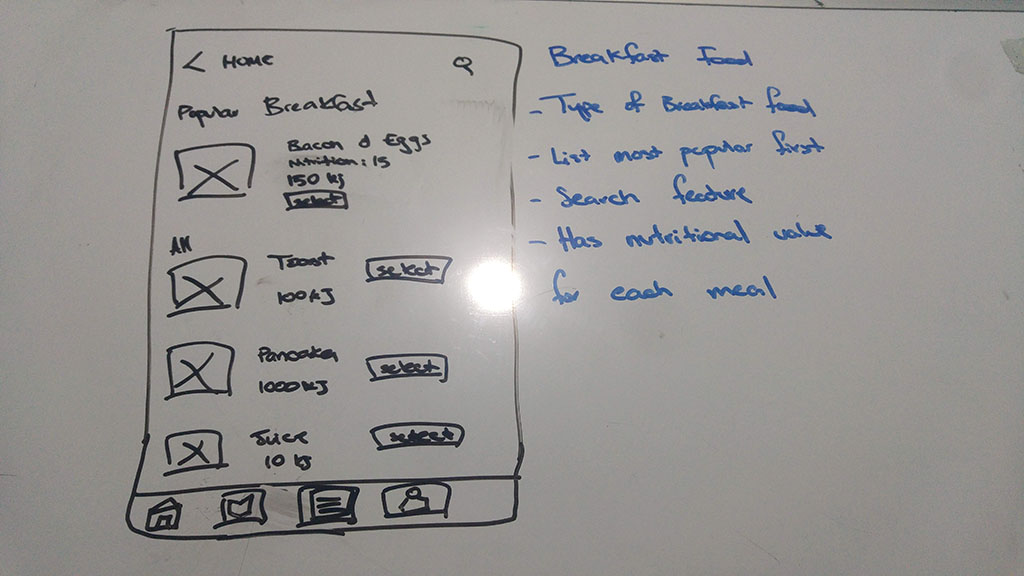 < HOME
Popular Breakfast
Bacon & Eggs
Nutrition: 15
150 kj
select
All
Toast
100 kJ
select
Pancakes
1000 kJ
select
Juice
10 kj
select
Breakfast Food
- Type of Breakfast food
- List most popular first
- Search feature
- Has nutritional value
for each meal